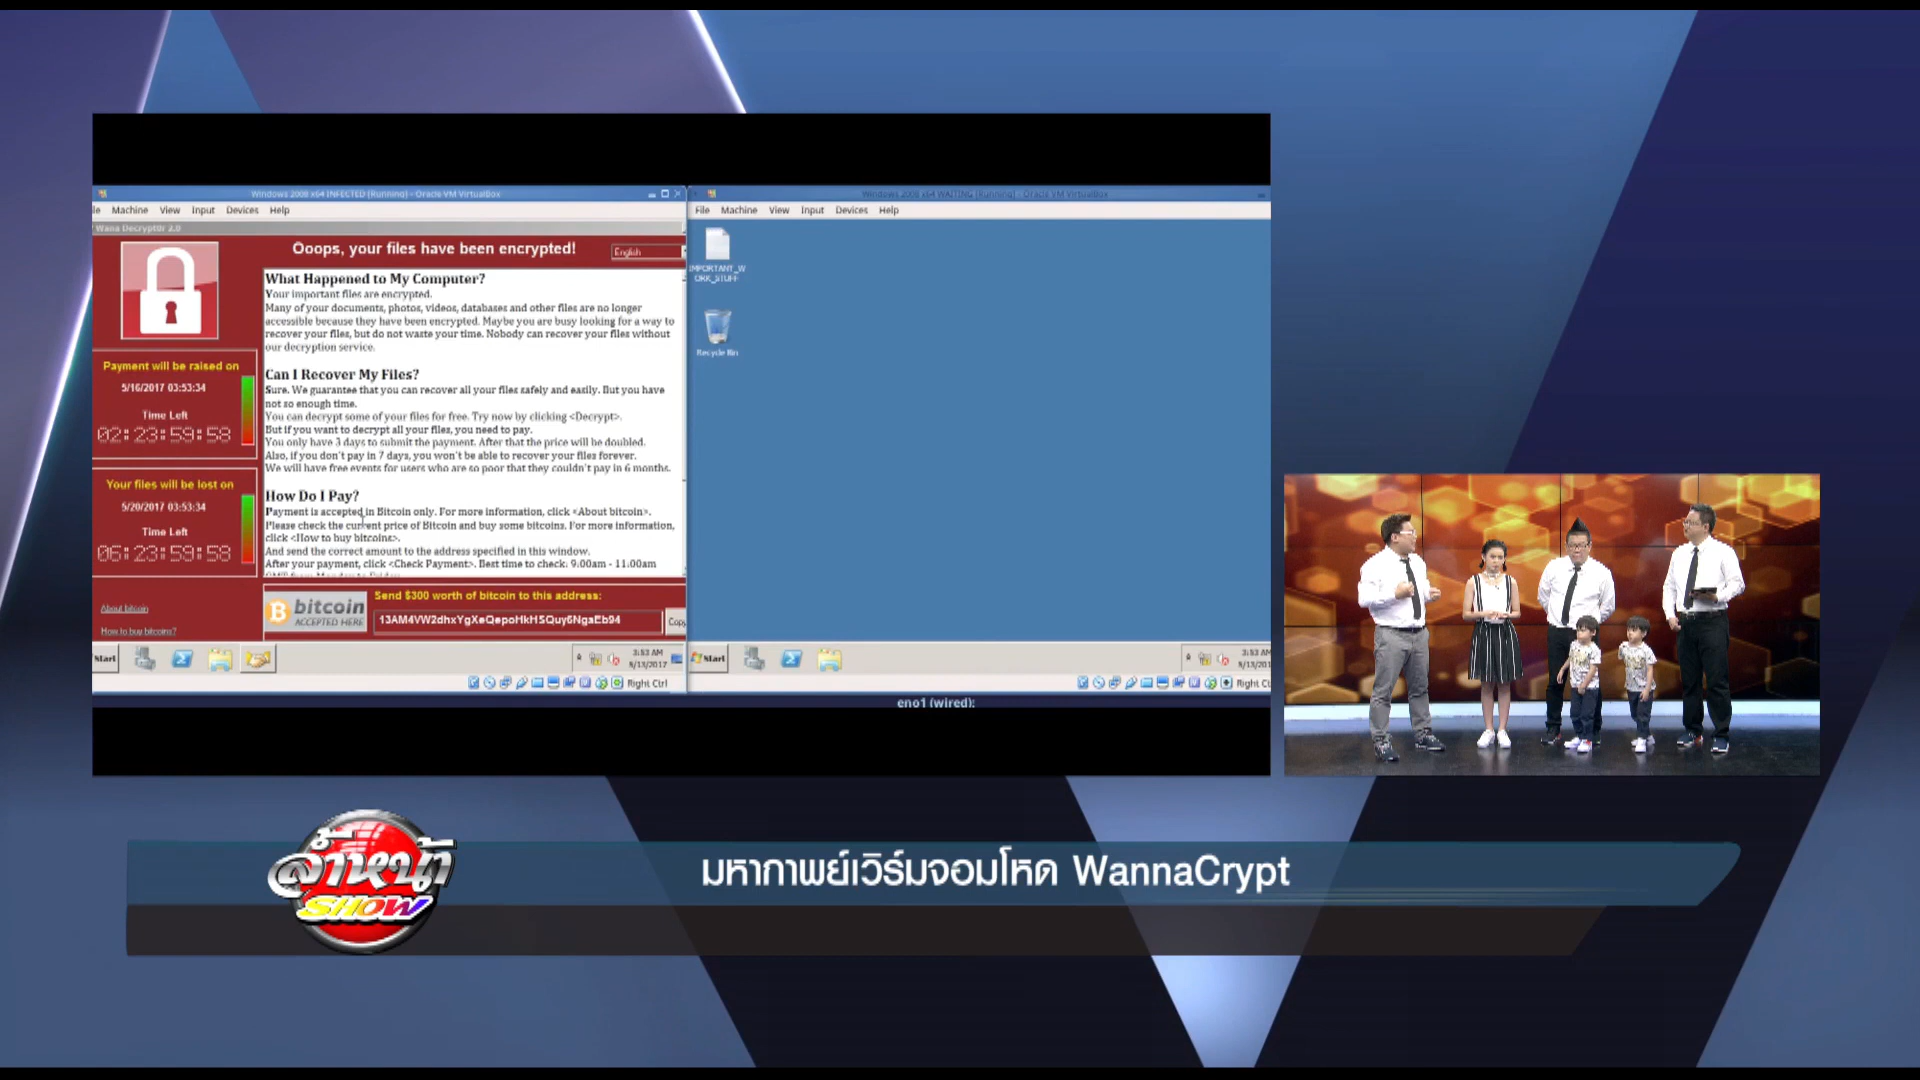 Windows 2008 x64 INFECTED [Running] - Oracle VM VirtualBox
Machine View Input Devices Help
Wana Decrypt0r 2.0
Ooops, your files have been encrypted!
English
What Happened to My Computer?
Your important files are encrypted.
Many of your documents, photos, videos, databases and other files are no longer
accessible because they have been encrypted. Maybe you are busy looking for a way to
recover your files, but do not waste your time. Nobody can recover your files without
our decryption service.
Can I Recover My Files?
Sure. We guarantee that you can recover all your files safely and easily. But you have
not so enough time.
You can decrypt some of your files for free. Try now by clicking <Decrypt>.
But if you want to decrypt all your files, you need to pay.
You only have 3 days to submit the payment. After that the price will be doubled.
Also, if you don't pay in 7 days, you won't be able to recover your files forever.
We will have free events for users who are so poor that they couldn't pay in 6 months.
How Do I Pay?
Payment is accepted in Bitcoin only. For more information, click <About bitcoin>.
Please check the current price of Bitcoin and buy some bitcoins. For more information,
click <How to buy bitcoins>.
And send the correct amount to the address specified in this window.
After your payment, click <Check Payment>. Best time to check: 9:00am - 11:00am
Payment will be raised on
5/16/2017 03:53:34
Time Left
02:23:59:58
Your files will be lost on
5/20/2017 03:53:34
Time Left
06:23:59:58
About bitcoin
How to buy bitcoins?
bitcoin
ACCEPTED HERE
Send $300 worth of bitcoin to this address:
13AM4VW2dhxYgXeQepoHkHSQuy6NgaEb94
Copy
Start
3:53 AM
5/13/2017
Right Ctrl
Windows 2008 x64 WAITING [Running] - Oracle VM VirtualBox
File Machine View Input Devices Help
IMPORTANT_W
ORK_STUFF
Recycle Bin
Start
3:53 AM
5/13/201
Right Ct
eno1 (wired):
ล้ำหน้า
SHOW
มหากาพย์เวิร์มจอมโหด WannaCrypt